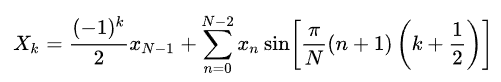 X_k = \frac{(-1)^k}{2} x_{N-1} + \sum_{n=0}^{N-2} x_n \sin \left[ \frac{\pi}{N} (n+1) \left( k + \frac{1}{2} \right) \right]